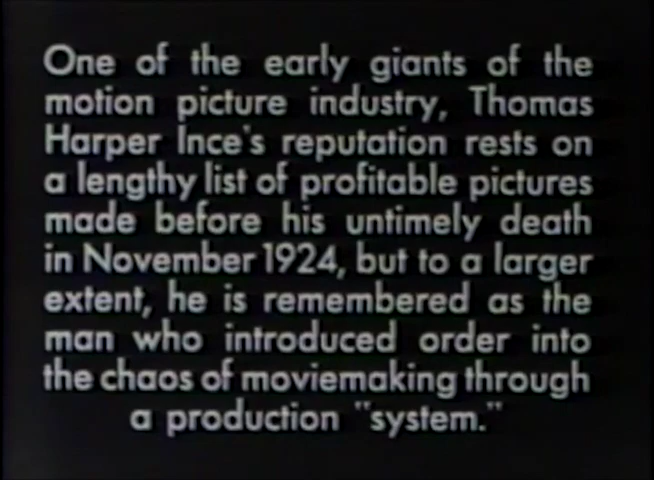 One of the early giants of the
motion picture industry, Thomas
Harper Ince's reputation rests on
a lengthy list of profitable pictures
made before his untimely death
in November 1924, but to a larger
extent, he is remembered as the
man who introduced order into
the chaos of moviemaking through
a production "system."